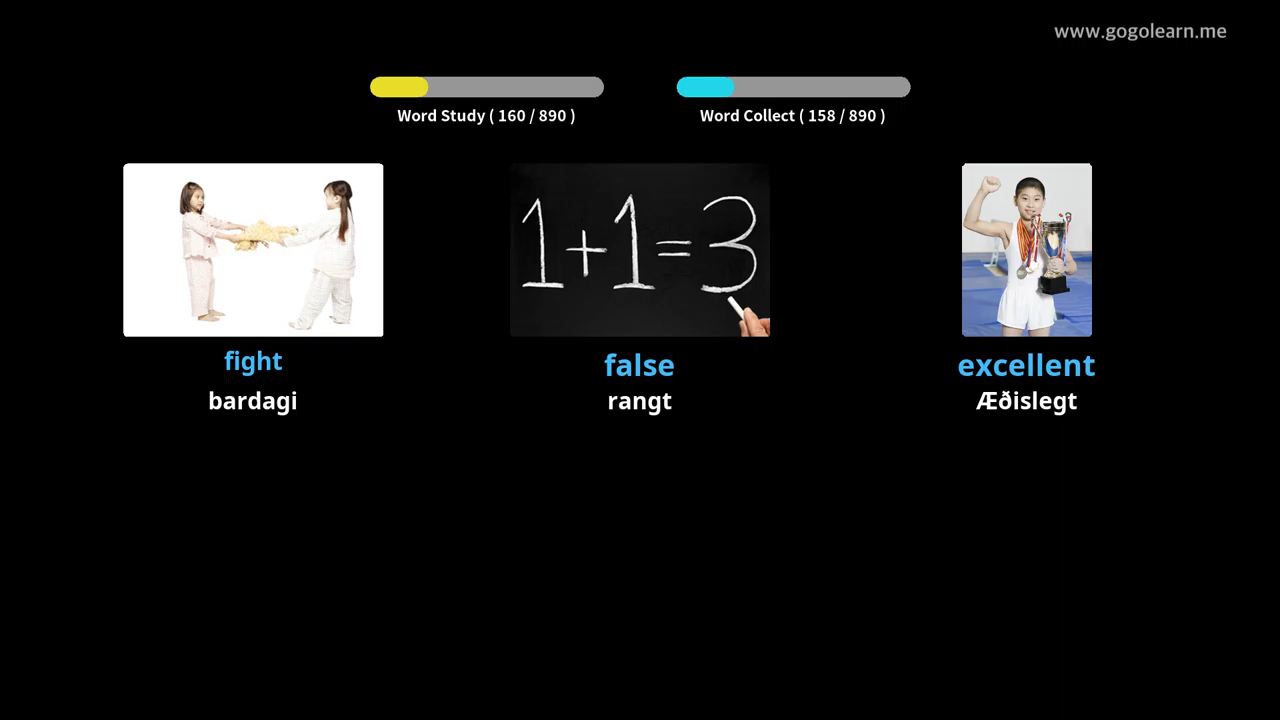 www.gogolearn.me
Word Study ( 160 / 890 )
Word Collect ( 158 / 890 )
1+1=3
fight
false
excellent
bardagi
rangt
Æðislegt